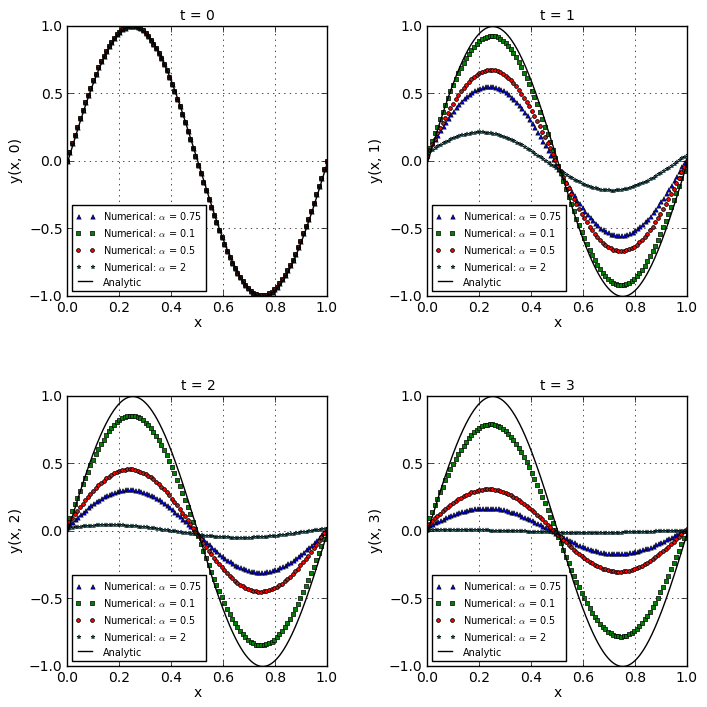 t = 0
y(x, 0)
1.0
0.5
0.0
−0.5
−1.0
Numerical: α = 0.75
Numerical: α = 0.1
Numerical: α = 0.5
Numerical: α = 2
Analytic
0.0 0.2 0.4 0.6 0.8 1.0
x
t = 1
y(x, 1)
1.0
0.5
0.0
−0.5
−1.0
Numerical: α = 0.75
Numerical: α = 0.1
Numerical: α = 0.5
Numerical: α = 2
Analytic
0.0 0.2 0.4 0.6 0.8 1.0
x
t = 2
y(x, 2)
1.0
0.5
0.0
−0.5
−1.0
Numerical: α = 0.75
Numerical: α = 0.1
Numerical: α = 0.5
Numerical: α = 2
Analytic
0.0 0.2 0.4 0.6 0.8 1.0
x
t = 3
y(x, 3)
1.0
0.5
0.0
−0.5
−1.0
Numerical: α = 0.75
Numerical: α = 0.1
Numerical: α = 0.5
Numerical: α = 2
Analytic
0.0 0.2 0.4 0.6 0.8 1.0
x